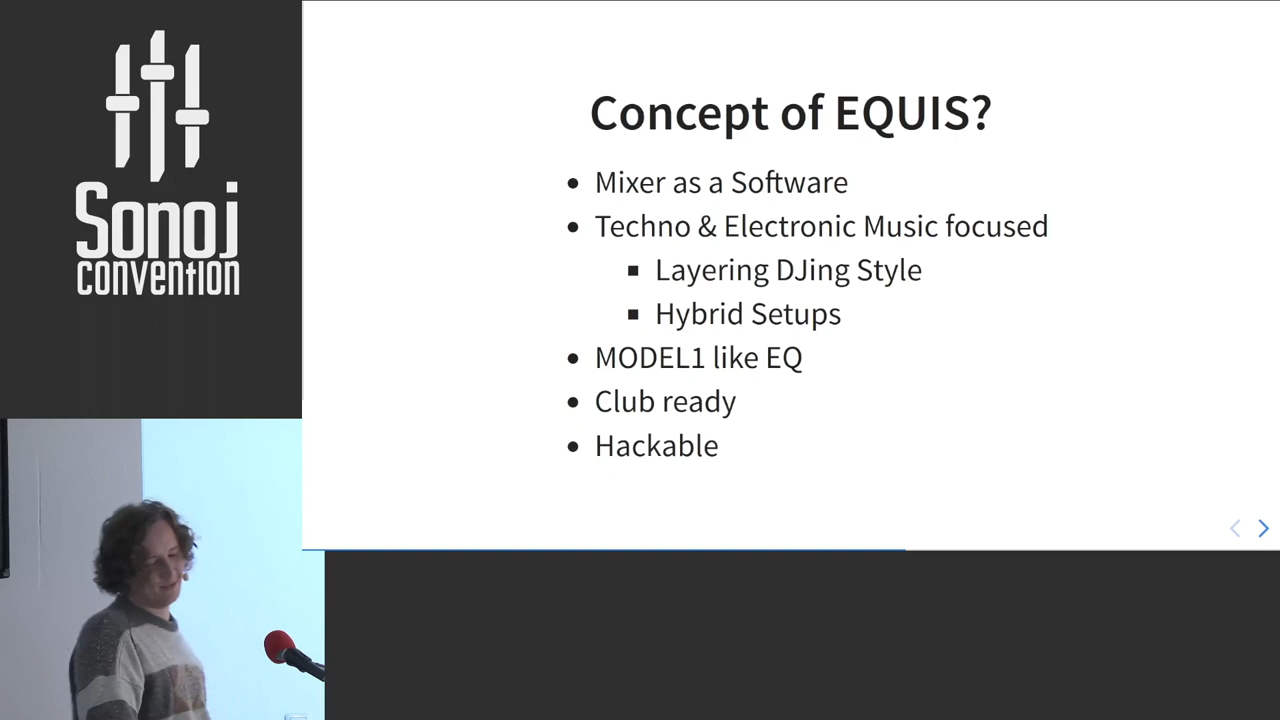 Sonoj
convention
Concept of EQUIS?
Mixer as a Software
Techno & Electronic Music focused
Layering DJing Style
Hybrid Setups
MODEL1 like EQ
Club ready
Hackable